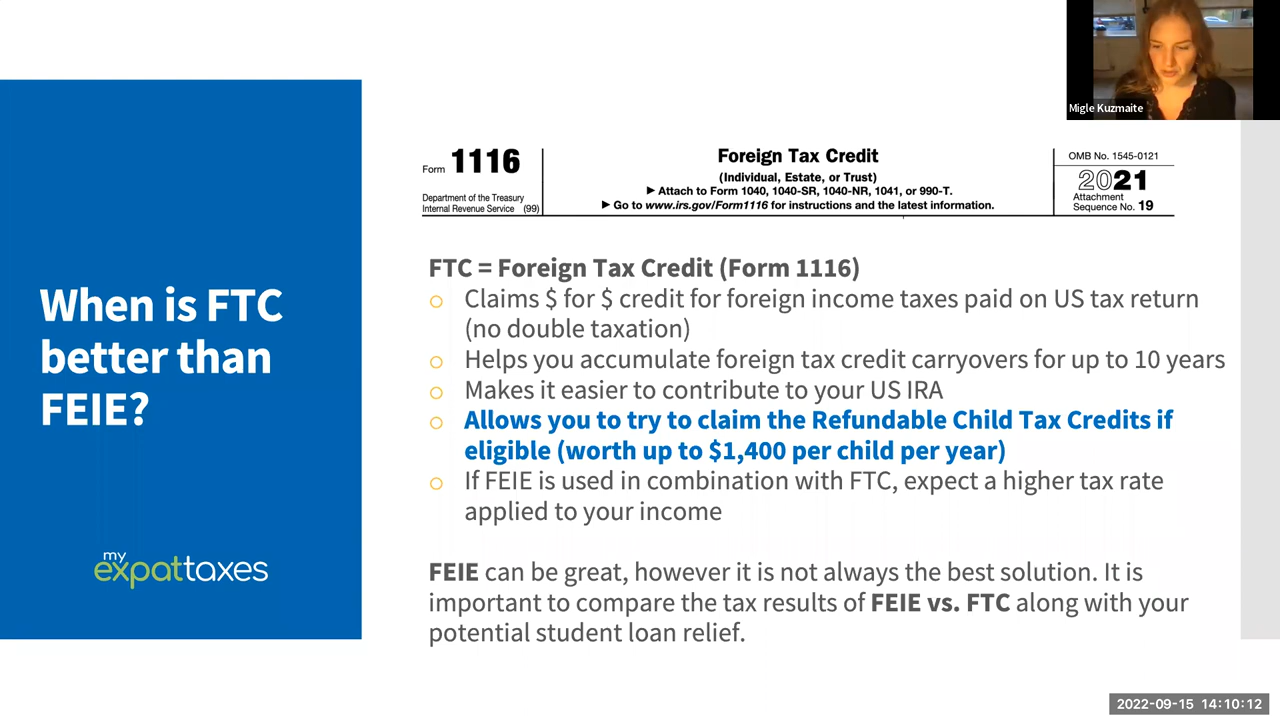 Migle Kuzmaite
When is FTC
better than
FEIE?
my
expattaxes
Form 1116
Department of the Treasury
Internal Revenue Service (99)
Foreign Tax Credit
(Individual, Estate, or Trust)
▶ Attach to Form 1040, 1040-SR, 1040-NR, 1041, or 990-T.
▶ Go to www.irs.gov/Form1116 for instructions and the latest information.
OMB No. 1545-0121
2021
Attachment
Sequence No. 19
FTC = Foreign Tax Credit (Form 1116)
○ Claims $ for $ credit for foreign income taxes paid on US tax return
(no double taxation)
○ Helps you accumulate foreign tax credit carryovers for up to 10 years
○ Makes it easier to contribute to your US IRA
○ Allows you to try to claim the Refundable Child Tax Credits if
eligible (worth up to $1,400 per child per year)
○ If FEIE is used in combination with FTC, expect a higher tax rate
applied to your income
FEIE can be great, however it is not always the best solution. It is
important to compare the tax results of FEIE vs. FTC along with your
potential student loan relief.
2022-09-15 14:10:12